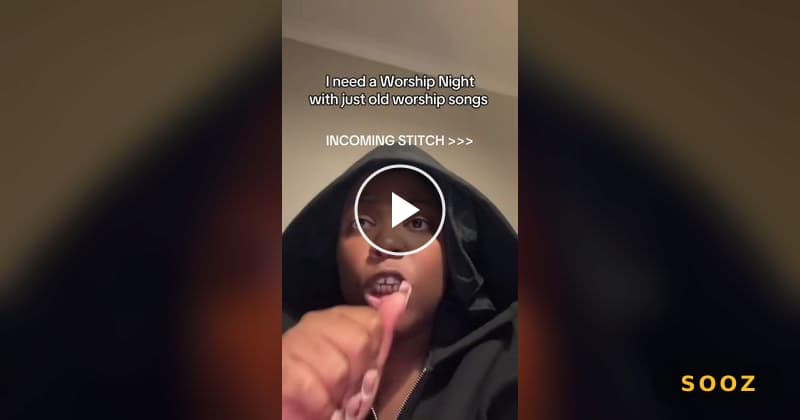 I need a Worship Night
with just old worship songs
INCOMING STITCH >>>
SOOZ